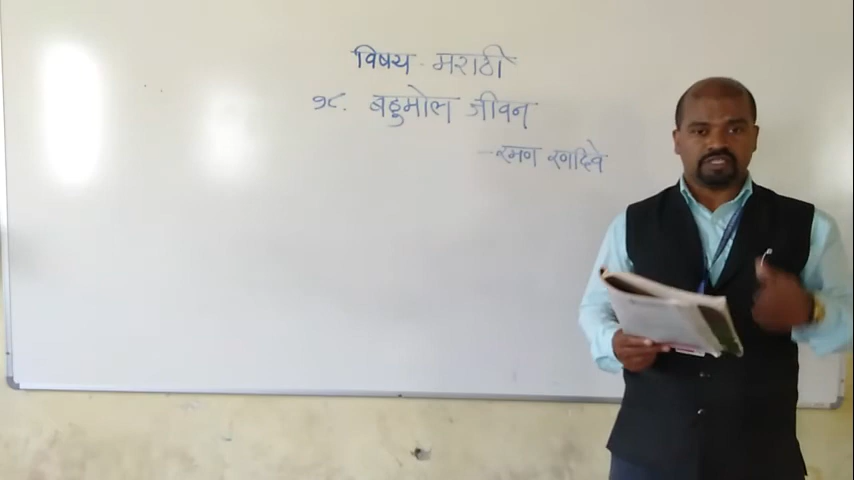 विषय - मराठी
१८. बहुमोल जीवन
- रमण रणदिवे